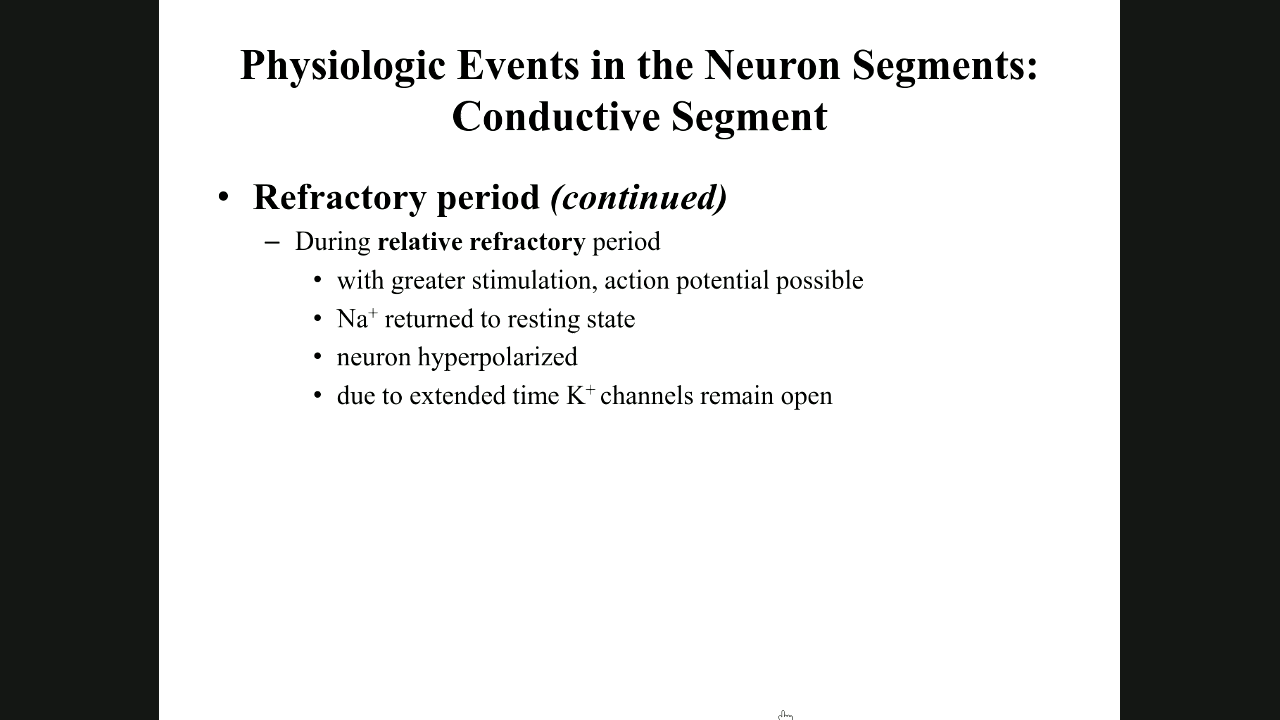 Physiologic Events in the Neuron Segments:
Conductive Segment
• Refractory period (continued)
– During relative refractory period
• with greater stimulation, action potential possible
• Na⁺ returned to resting state
• neuron hyperpolarized
• due to extended time K⁺ channels remain open